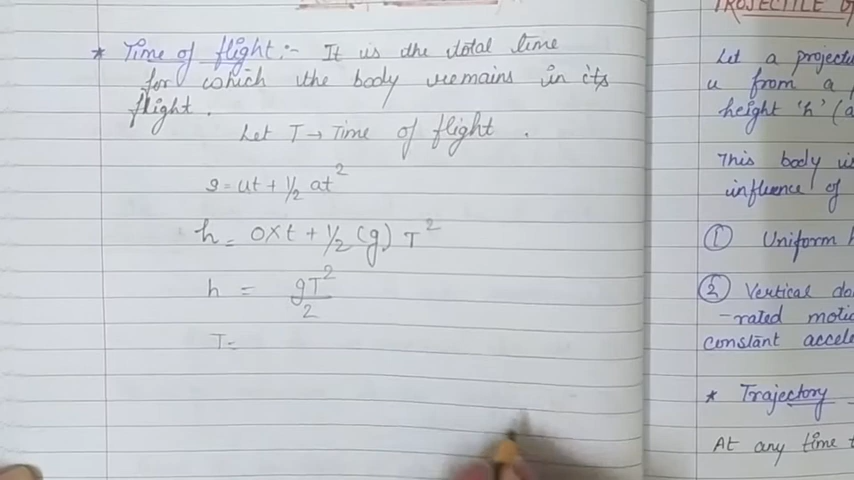 * Time of flight :- It is the total time
for which the body remains in its
flight.
Let T → Time of flight.
s = ut + 1/2 at²
h = 0×t + 1/2 (g) T²
h = gT²/2
T =
PROJECTILE
Let a
u from a
height 'h'
This body is
influence of
① Uniform
② Vertical
-rated
constant
* Trajectory
At any time